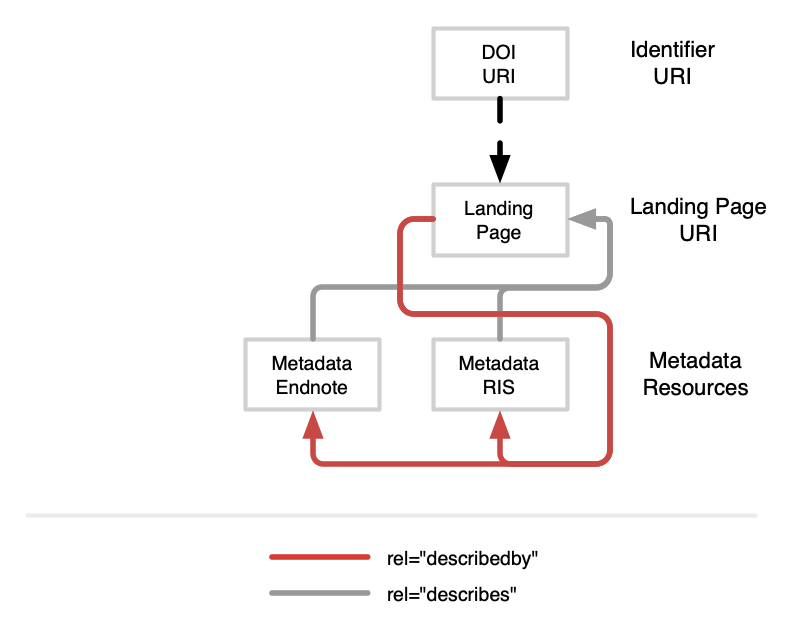 DOI
URI
Identifier
URI
Landing
Page
Landing Page
URI
Metadata
Endnote
Metadata
RIS
Metadata
Resources
rel="describedby"
rel="describes"